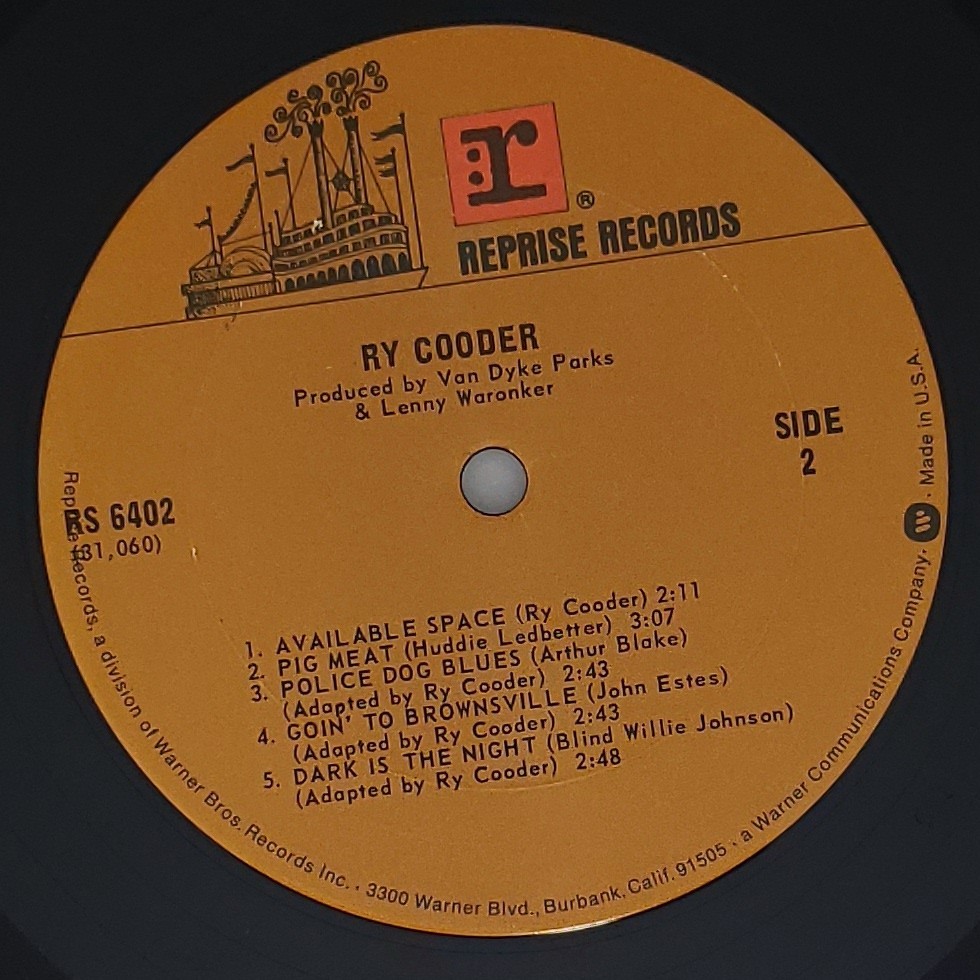 r
®
REPRISE RECORDS
RY COODER
Produced by Van Dyke Parks
& Lenny Waronker
SIDE
2
RS 6402
(31,060)
1. AVAILABLE SPACE (Ry Cooder) 2:11
2. PIG MEAT (Huddie Ledbetter) 3:07
3. POLICE DOG BLUES (Arthur Blake)
(Adapted by Ry Cooder) 2:43
4. GOIN' TO BROWNSVILLE (John Estes)
(Adapted by Ry Cooder) 2:43
5. DARK IS THE NIGHT (Blind Willie Johnson)
(Adapted by Ry Cooder) 2:48
Reprise Records, a division of Warner Bros. Records Inc. · 3300 Warner Blvd., Burbank, Calif. 91505 · a Warner Communications Company · W · Made in U.S.A.